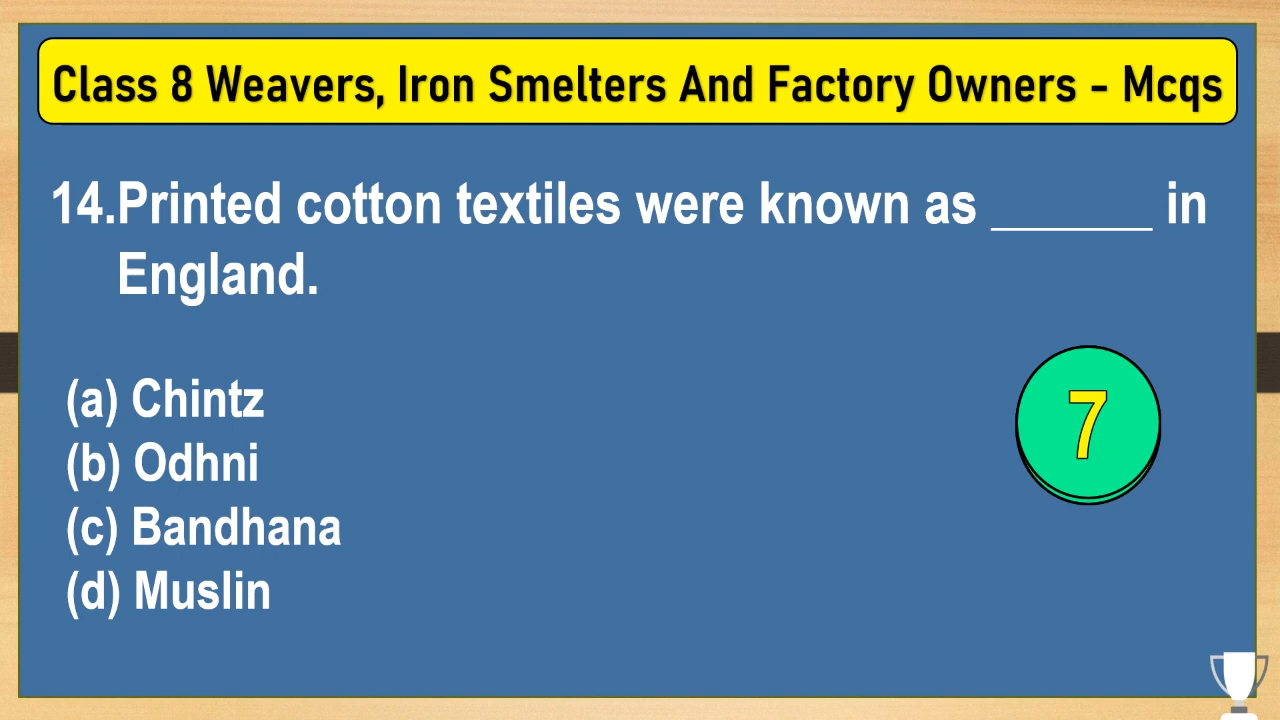 Class 8 Weavers, Iron Smelters And Factory Owners - Mcqs
14.Printed cotton textiles were known as ______ in
England.
(a) Chintz
(b) Odhni
7
(c) Bandhana
(d) Muslin